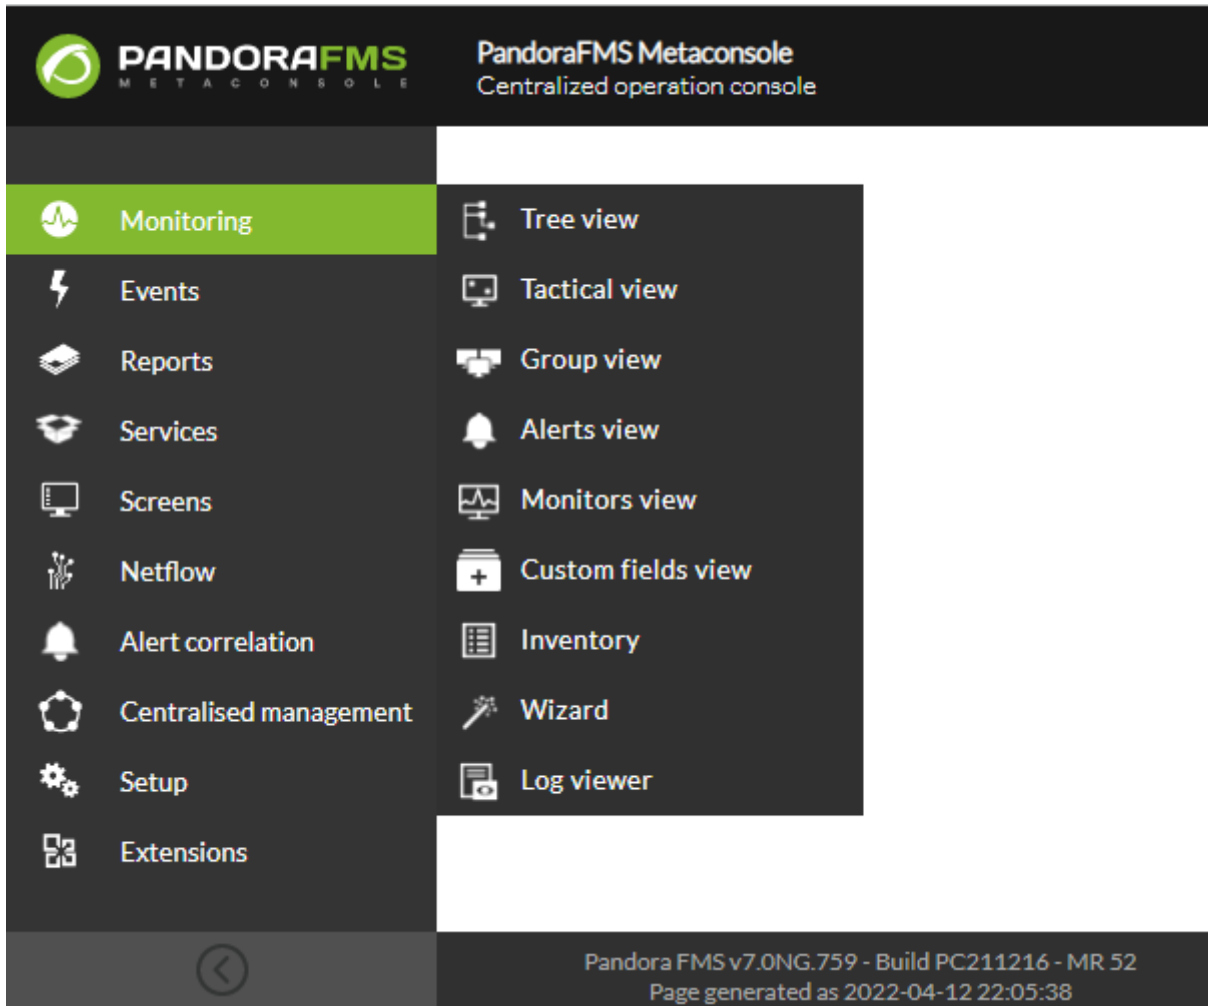 PANDORAFMS
METACONSOLE
PandoraFMS Metaconsole
Centralized operation console
Monitoring
Events
Reports
Services
Screens
Netflow
Alert correlation
Centralised management
Setup
Extensions
Tree view
Tactical view
Group view
Alerts view
Monitors view
Custom fields view
Inventory
Wizard
Log viewer
Pandora FMS v7.0NG.759 - Build PC211216 - MR 52
Page generated as 2022-04-12 22:05:38